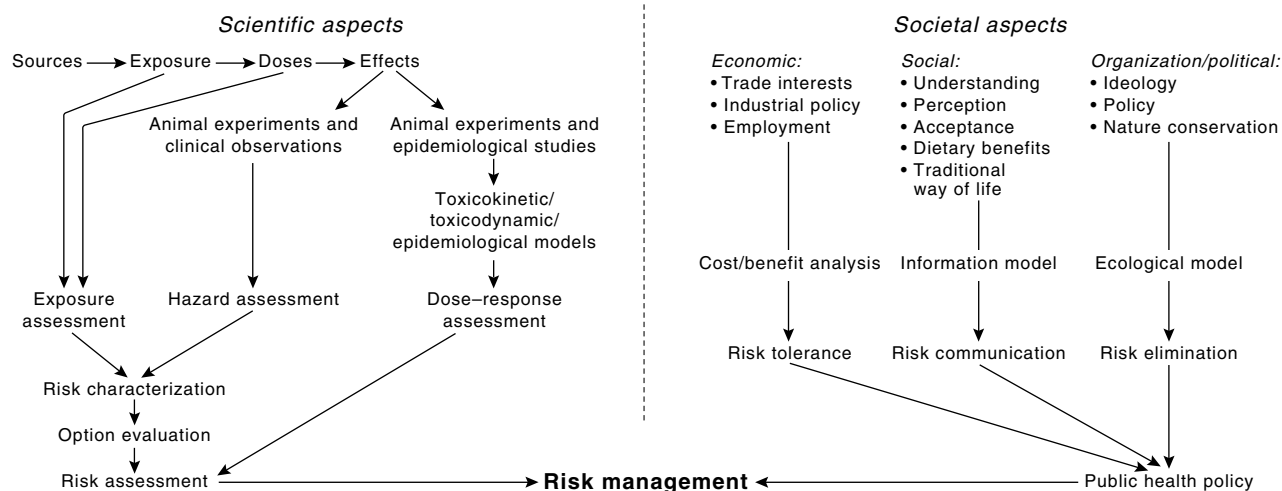 Scientific aspects
Sources
Exposure
Doses
Effects
Animal experiments and
clinical observations
Animal experiments and
epidemiological studies
Toxicokinetic/
toxicodynamic/
epidemiological models
Exposure
assessment
Hazard assessment
Dose–response
assessment
Risk characterization
Option evaluation
Risk assessment
Societal aspects
Economic:
• Trade interests
• Industrial policy
• Employment
Social:
• Understanding
• Perception
• Acceptance
• Dietary benefits
• Traditional
way of life
Organization/political:
• Ideology
• Policy
• Nature conservation
Cost/benefit analysis
Information model
Ecological model
Risk tolerance
Risk communication
Risk elimination
Public health policy
Risk management